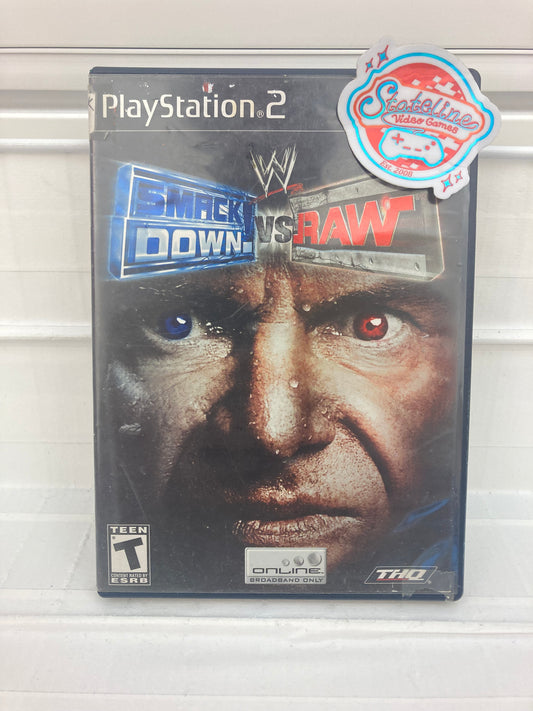 PlayStation®2
Stateline
Video Games
Est. 2008
W
SMACK
DOWN! VS RAW
TEEN
T
CONTENT RATED BY
ESRB
ONLINE
BROADBAND ONLY
THQ